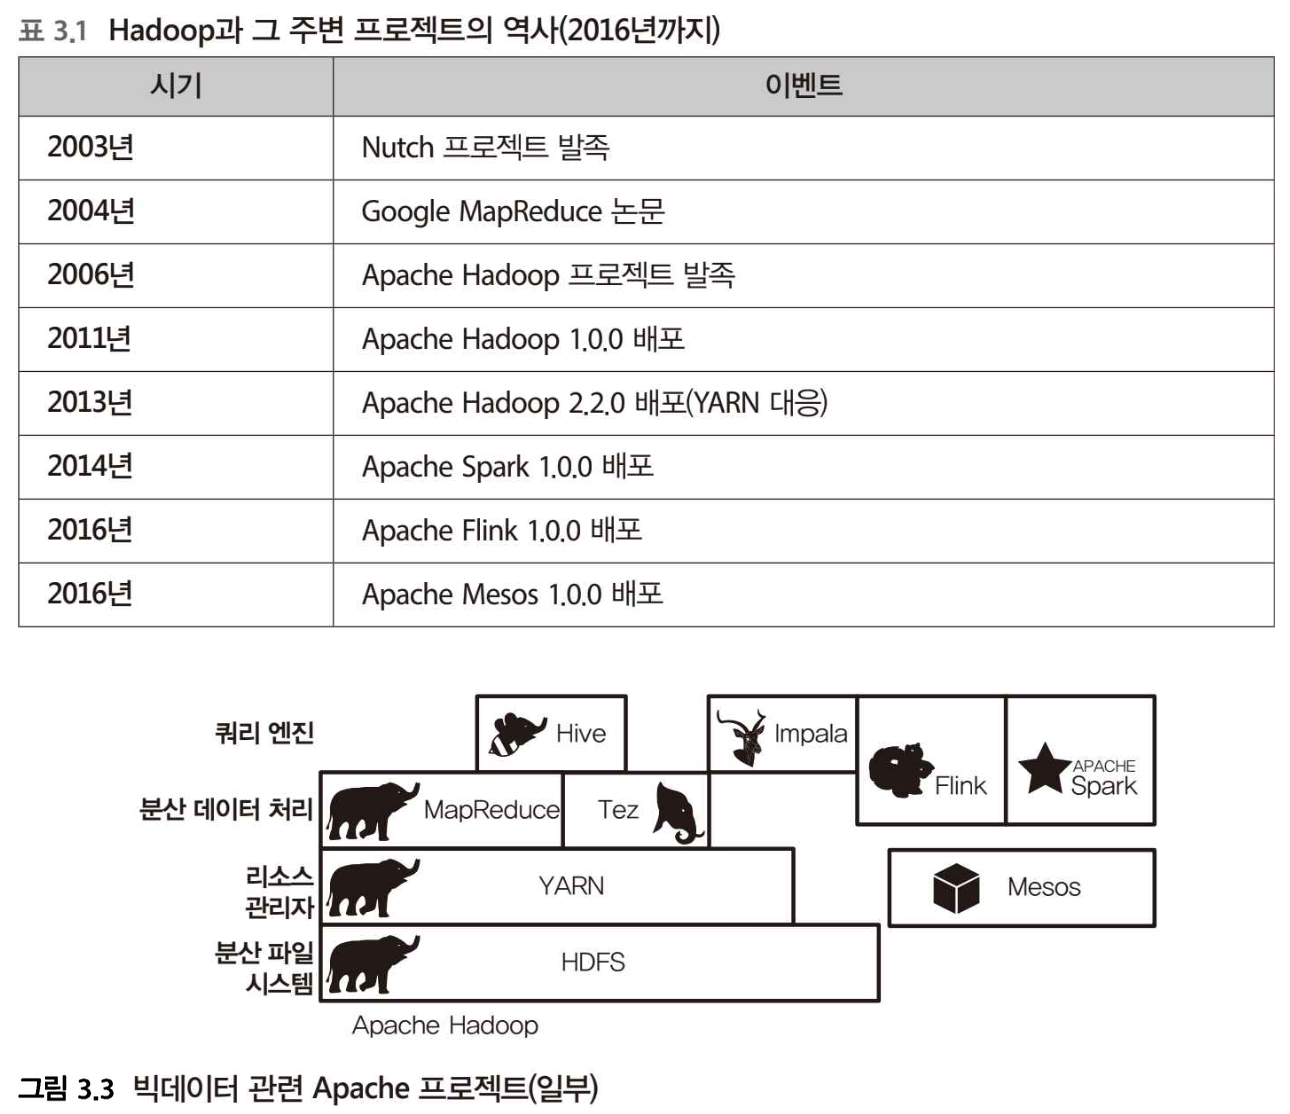 표 3.1 Hadoop과 그 주변 프로젝트의 역사(2016년까지)
시기 이벤트
2003년 Nutch 프로젝트 발족
2004년 Google MapReduce 논문
2006년 Apache Hadoop 프로젝트 발족
2011년 Apache Hadoop 1.0.0 배포
2013년 Apache Hadoop 2.2.0 배포(YARN 대응)
2014년 Apache Spark 1.0.0 배포
2016년 Apache Flink 1.0.0 배포
2016년 Apache Mesos 1.0.0 배포
쿼리 엔진 Hive Impala
Flink APACHE Spark
분산 데이터 처리 MapReduce Tez
리소스
관리자
YARN Mesos
분산 파일
시스템
HDFS
Apache Hadoop
그림 3.3 빅데이터 관련 Apache 프로젝트(일부)